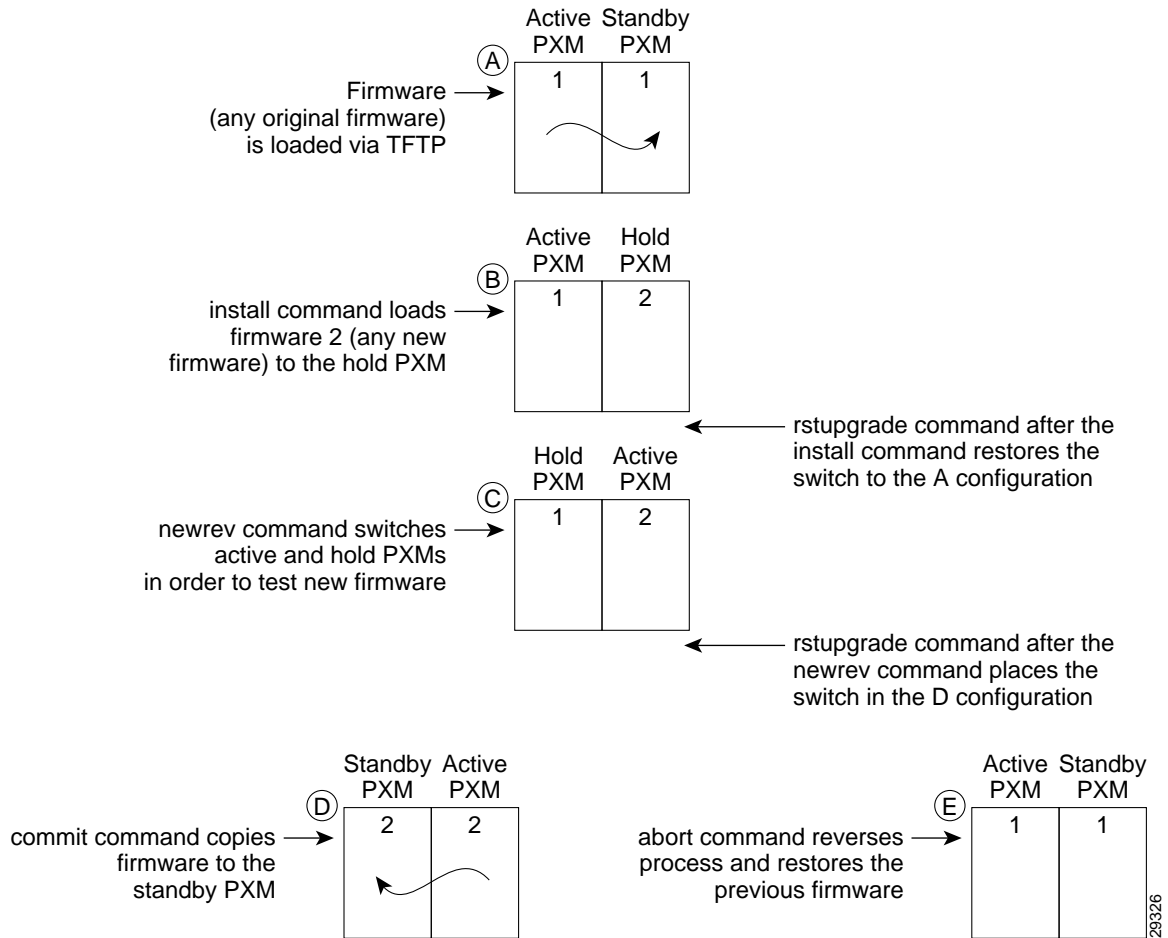 Active Standby
PXM PXM
A
1 1
Firmware
(any original firmware)
is loaded via TFTP
Active Hold
PXM PXM
B
1 2
install command loads
firmware 2 (any new
firmware) to the hold PXM
rstupgrade command after the
install command restores the
switch to the A configuration
Hold Active
PXM PXM
C
1 2
newrev command switches
active and hold PXMs
in order to test new firmware
rstupgrade command after the
newrev command places the
switch in the D configuration
Standby Active
PXM PXM
D
2 2
commit command copies
firmware to the
standby PXM
Active Standby
PXM PXM
E
1 1
abort command reverses
process and restores the
previous firmware
29326